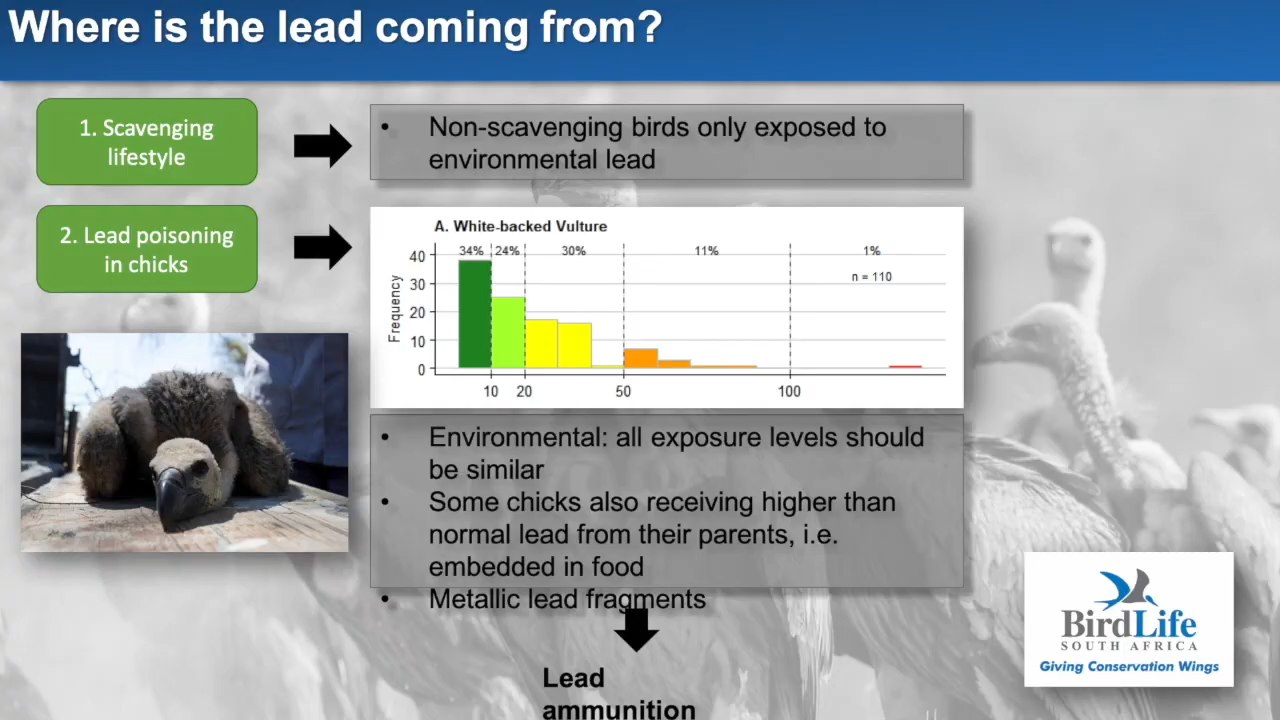 Where is the lead coming from?
1. Scavenging
lifestyle
• Non-scavenging birds only exposed to
environmental lead
2. Lead poisoning
in chicks
A. White-backed Vulture
34% 24% 30% 11% 1%
n = 110
Frequency
40
30
20
10
0
10 20 50 100
• Environmental: all exposure levels should
be similar
• Some chicks also receiving higher than
normal lead from their parents, i.e.
embedded in food
• Metallic lead fragments
Lead
ammunition
BirdLife
SOUTH AFRICA
Giving Conservation Wings